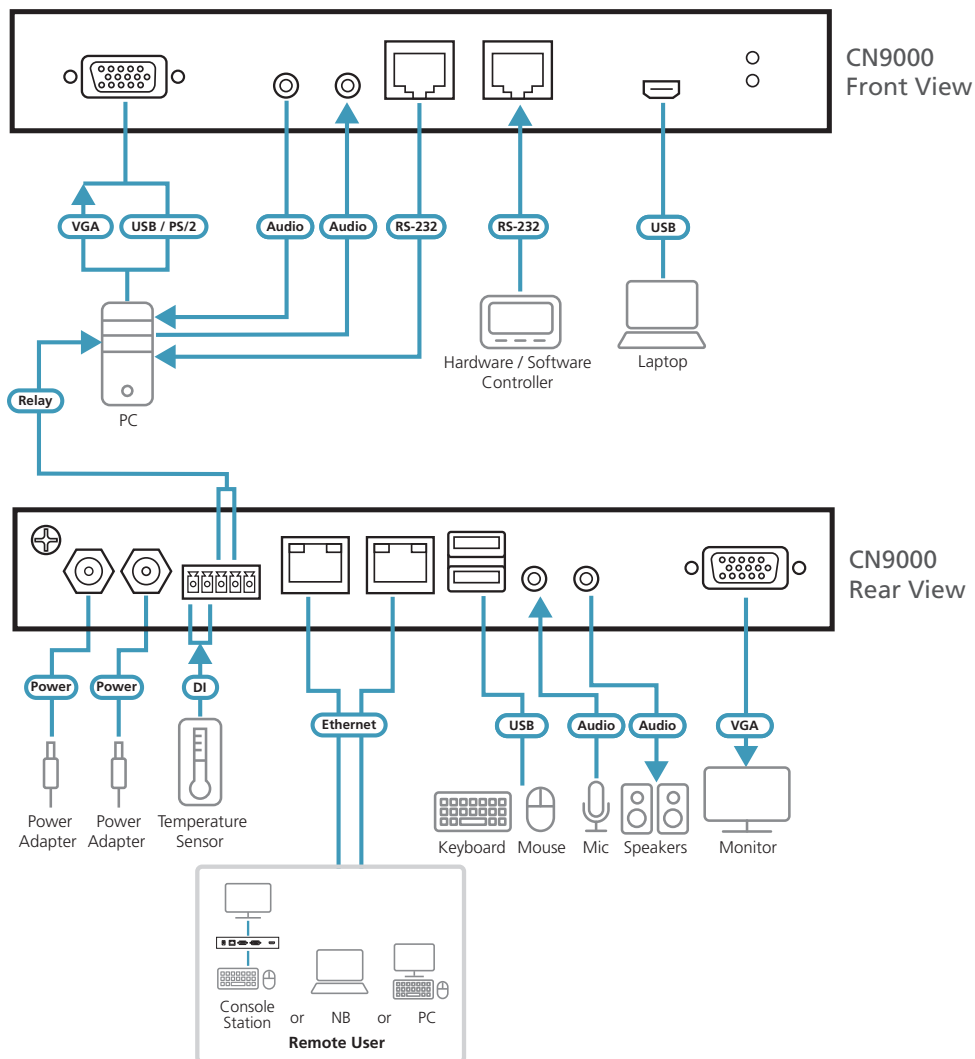 CN9000
Front View
VGA
USB / PS/2
Audio
Audio
RS-232
RS-232
USB
Hardware / Software
Controller
Laptop
Relay
PC
CN9000
Rear View
Power
Power
DI
Ethernet
USB
Audio
Audio
VGA
Power
Adapter
Power
Adapter
Temperature
Sensor
Keyboard
Mouse
Mic
Speakers
Monitor
Console
Station
or
NB
or
PC
Remote User